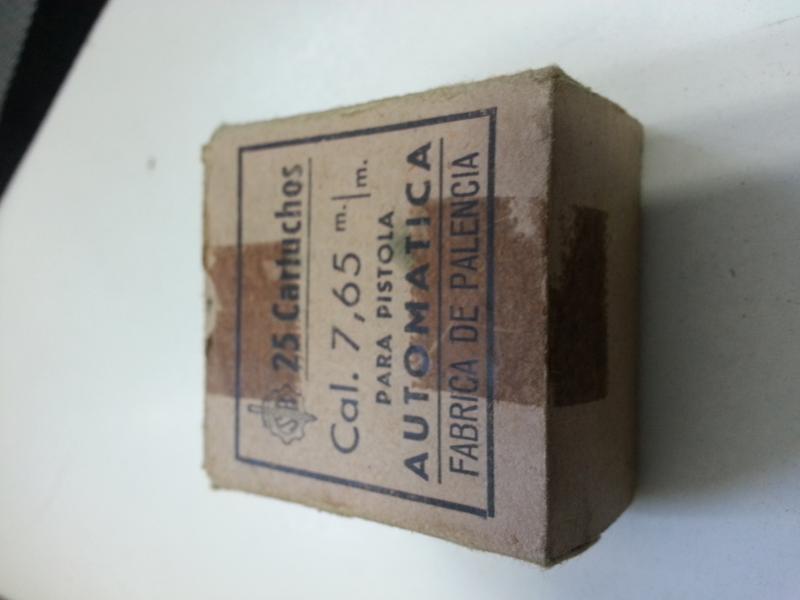 25 Cartuchos
Cal. 7,65 m.|m.
PARA PISTOLA
AUTOMATICA
FABRICA DE PALENCIA